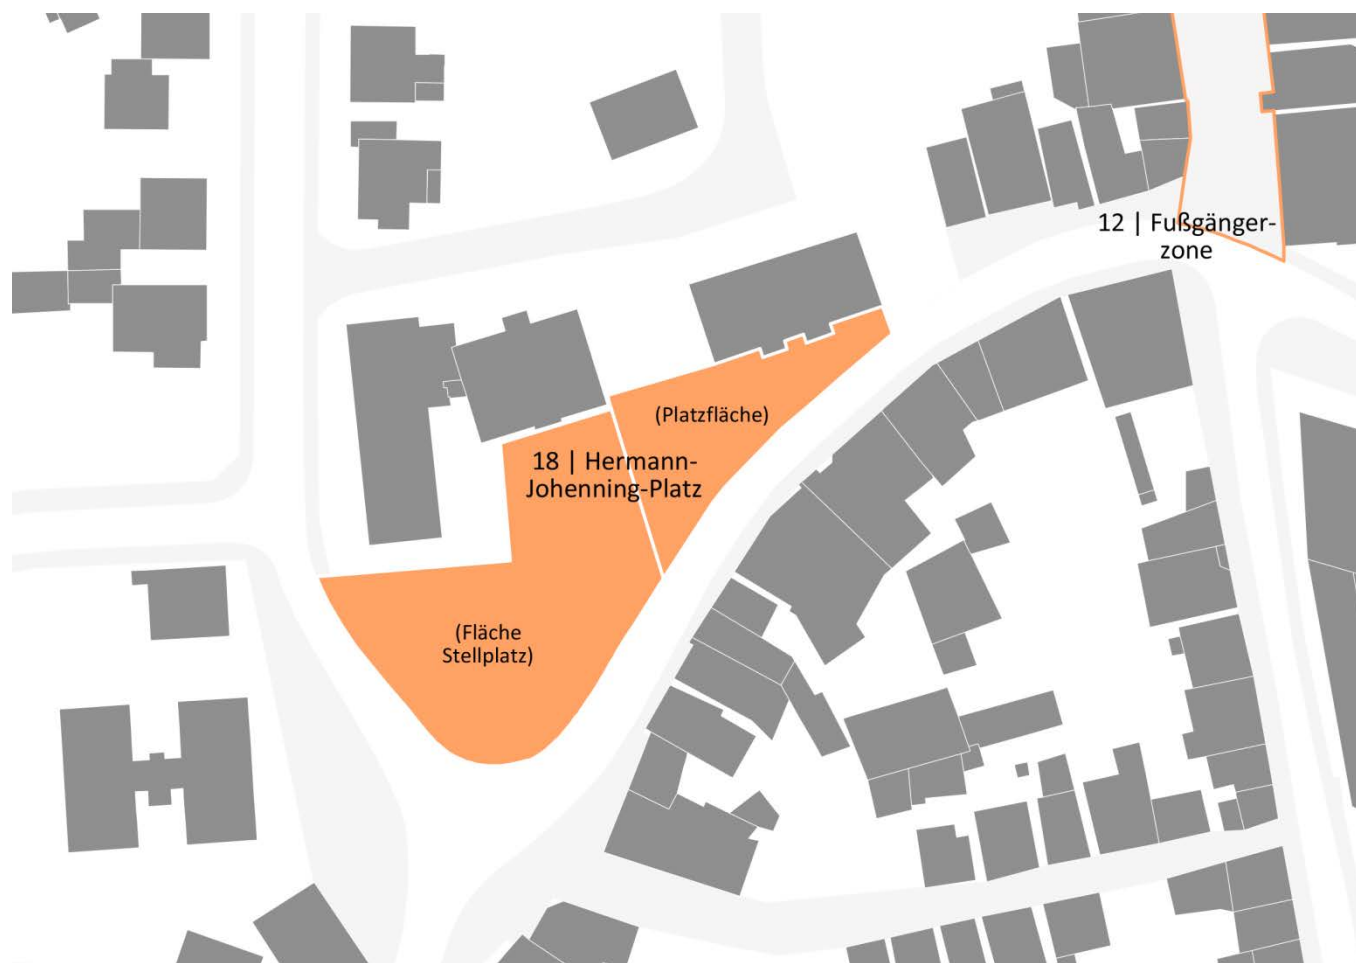 12 | Fußgänger-
zone
(Platzfläche)
18 | Hermann-
Johenning-Platz
(Fläche
Stellplatz)